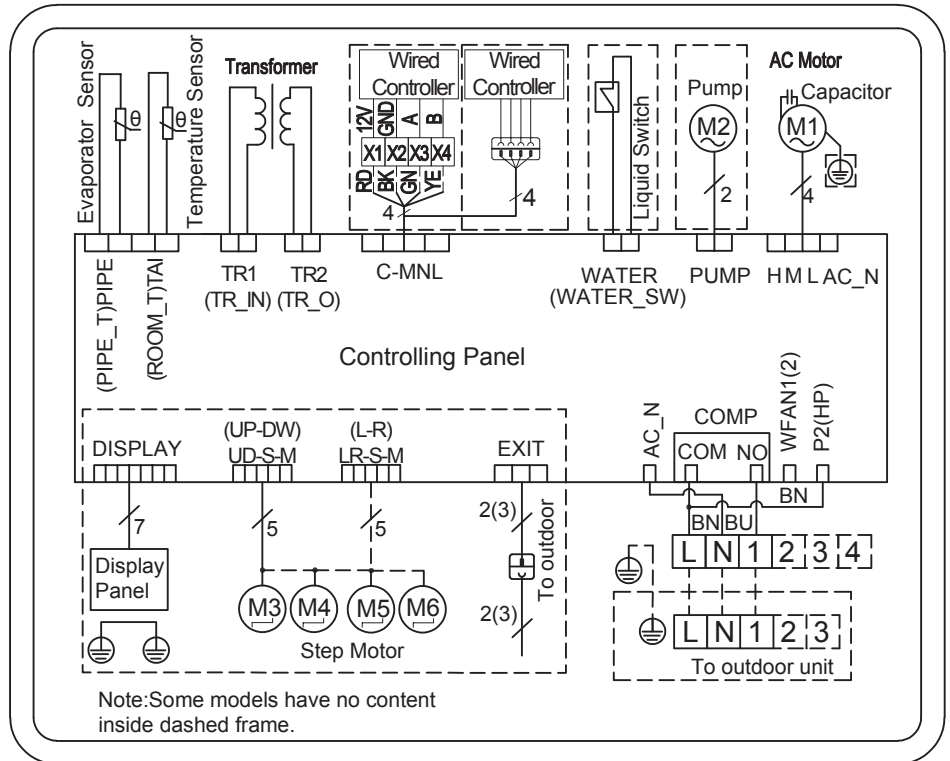 Evaporator Sensor
θ
θ
Temperature Sensor
Transformer
Wired
Controller
12V
GND
A
B
X1 X2 X3 X4
RD
BK
GN
YE
4
Wired
Controller
4
Liquid Switch
Pump
M2
2
AC Motor
Capacitor
M1
4
(PIPE_T)PIPE
(ROOM_T)TAI
TR1
(TR_IN)
TR2
(TR_O)
C-MNL
WATER
(WATER_SW)
PUMP
H M L AC_N
Controlling Panel
DISPLAY
(UP-DW)
UD-S-M
(L-R)
LR-S-M
EXIT
AC_N
COMP
COM NO
WFAN1(2)
P2(HP)
7
5
5
2(3)
To outdoor
2(3)
BN
BN BU
Display
Panel
M3 M4 M5 M6
Step Motor
L N 1 2 3 4
L N 1 2 3
To outdoor unit
Note:Some models have no content
inside dashed frame.